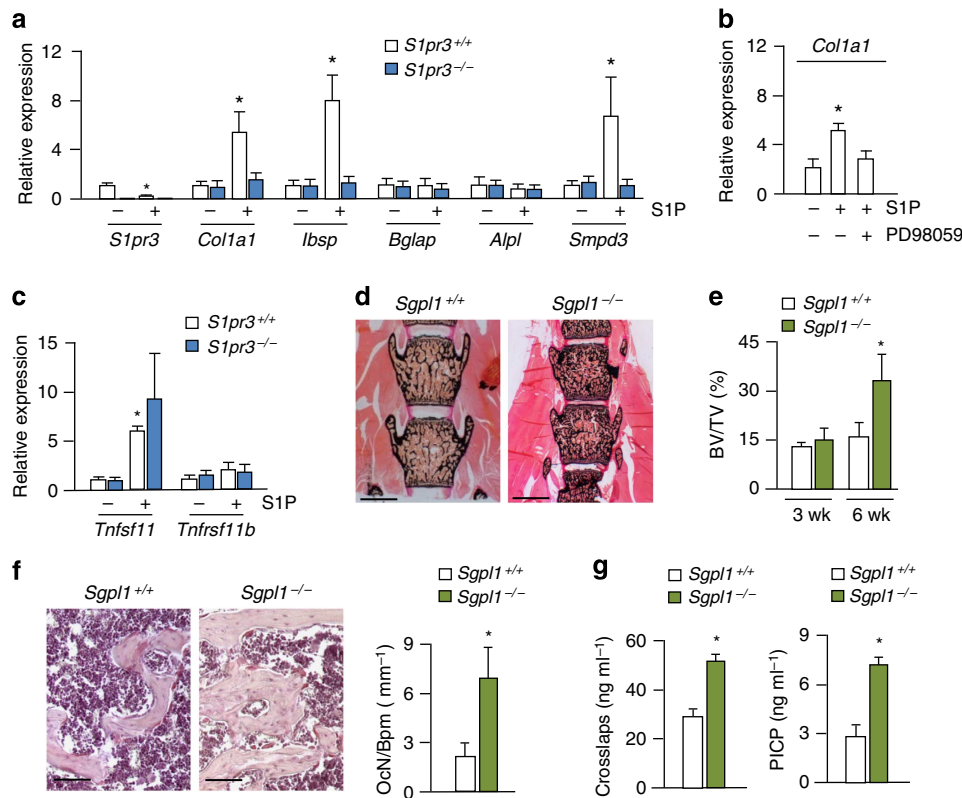 a
S1pr3+/+
S1pr3−/−
Relative expression
12
8
4
0
* * * *
− + − + − + − + − + − + S1P
S1pr3 Col1a1 Ibsp Bglap Alpl Smpd3
b
Col1a1
Relative expression
12
8
4
0
*
− + + S1P
− − + PD98059
c
S1pr3+/+
S1pr3−/−
Relative expression
15
10
5
0
*
− + − + S1P
Tnfsf11 Tnfrsf11b
d
Sgpl1+/+ Sgpl1−/−
e
Sgpl1+/+
Sgpl1−/−
BV/TV (%)
45
30
15
0
*
3 wk 6 wk
f
Sgpl1+/+ Sgpl1−/−
Sgpl1+/+
Sgpl1−/−
OcN/Bpm (mm−1)
9
6
3
0
*
g
Sgpl1+/+
Sgpl1−/−
Crosslaps (ng ml−1)
60
40
20
0
*
Sgpl1+/+
Sgpl1−/−
PICP (ng ml−1)
9
6
3
0
*